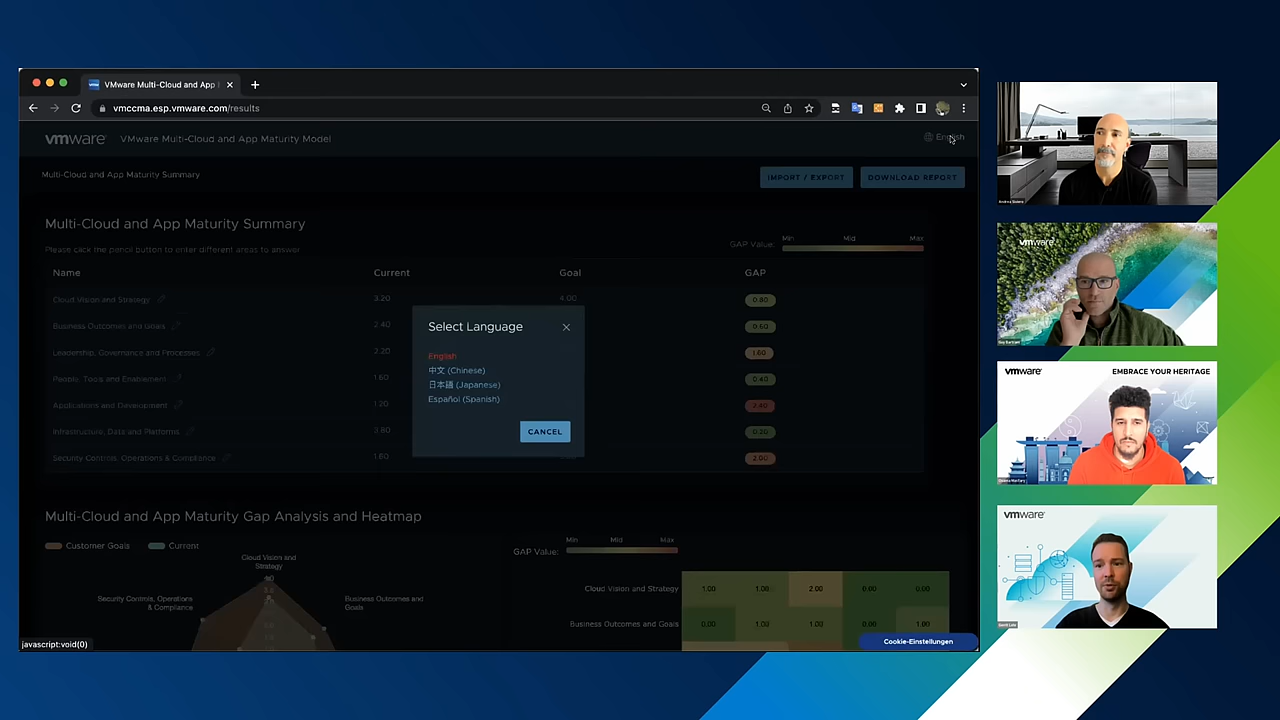 VMware Multi-Cloud and App
vmccma.esp.vmware.com/results
vmware
VMware Multi-Cloud and App Maturity Model
English
Multi-Cloud and App Maturity Summary
IMPORT / EXPORT
DOWNLOAD REPORT
Multi-Cloud and App Maturity Summary
Please click the pencil button to enter different areas to answer
GAP Value:
Min
Mid
Max
Name
Current
Goal
GAP
Cloud Vision and Strategy
3.20
4.00
0.80
Business Outcomes and Goals
2.40
Leadership, Governance and Processes
2.20
1.60
People, Tools and Enablement
1.60
0.40
Applications and Development
1.20
Infrastructure, Data and Platforms
3.80
0.20
Security Controls, Operations & Compliance
1.60
2.00
Select Language
English
中文 (Chinese)
日本語 (Japanese)
Español (Spanish)
CANCEL
Multi-Cloud and App Maturity Gap Analysis and Heatmap
Customer Goals
Current
Cloud Vision and
Strategy
Security Controls, Operations
& Compliance
Business Outcomes and
Goals
GAP Value:
Min
Mid
Max
Cloud Vision and Strategy
1.00
1.00
2.00
0.00
0.00
Business Outcomes and Goals
0.00
1.00
1.00
0.00
1.00
javascript:void(0)
Cookie-Einstellungen
vmware
vmware
EMBRACE YOUR HERITAGE
vmware